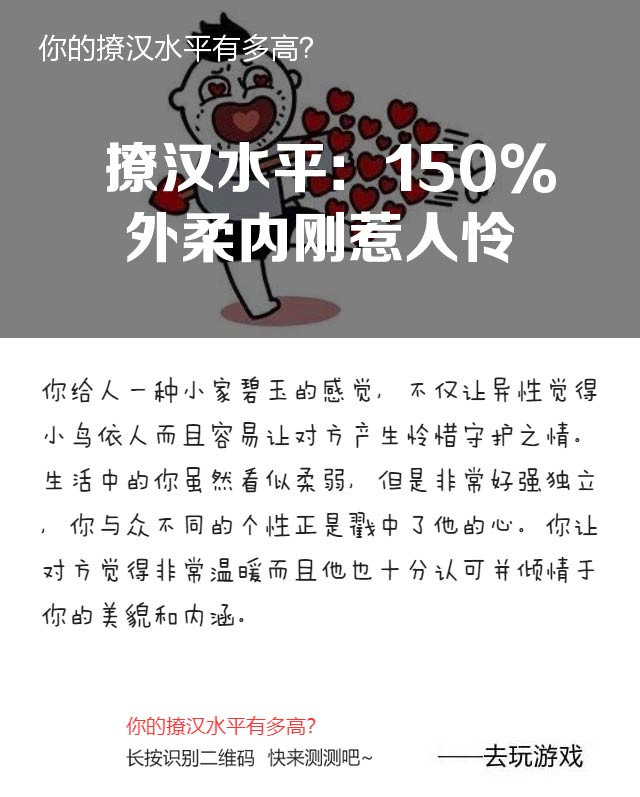 你的撩汉水平有多高？
撩汉水平：150%
外柔内刚惹人怜
你给人一种小家碧玉的感觉，不仅让异性觉得
小鸟依人而且容易让对方产生怜惜守护之情。
生活中的你虽然看似柔弱，但是非常好强独立
，你与众不同的个性正是戳中了他的心。你让
对方觉得非常温暖而且他也十分认可并倾情于
你的美貌和内涵。
你的撩汉水平有多高？
长按识别二维码 快来测测吧~
——去玩游戏